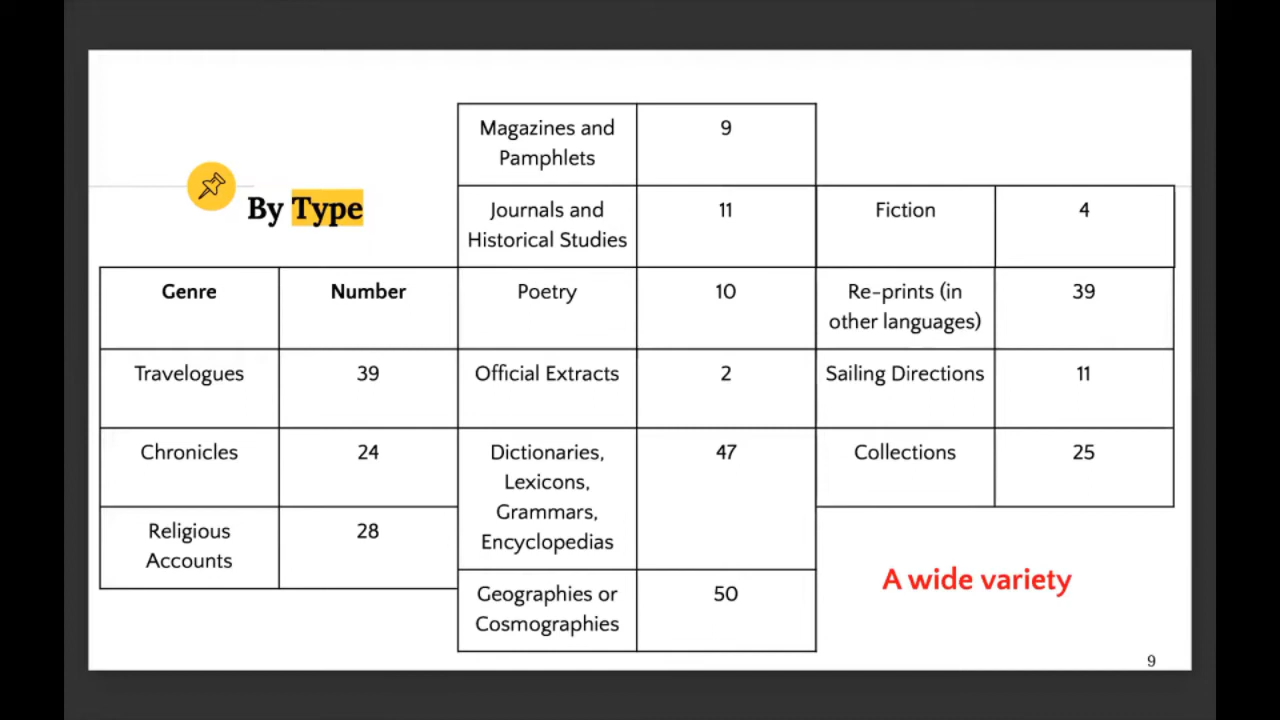 By Type
Genre
Number
Travelogues
39
Chronicles
24
Religious
Accounts
28
Magazines and
Pamphlets
9
Journals and
Historical Studies
11
Poetry
10
Official Extracts
2
Dictionaries,
Lexicons,
Grammars,
Encyclopedias
47
Geographies or
Cosmographies
50
Fiction
4
Re-prints (in
other languages)
39
Sailing Directions
11
Collections
25
A wide variety
9